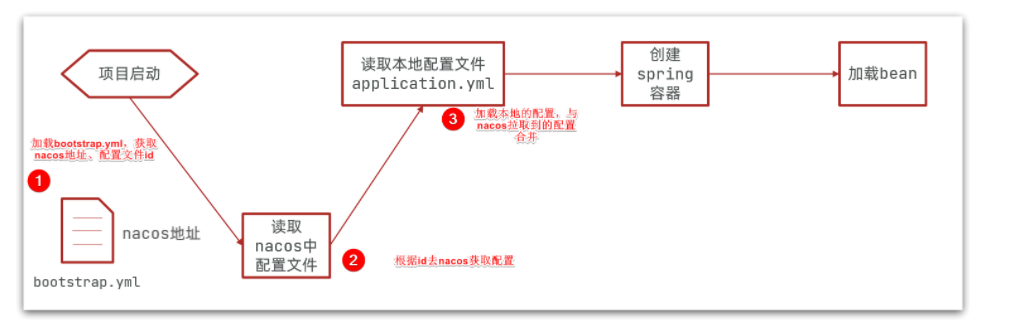 项目启动
读取本地配置文件
application.yml
创建
spring
容器
加载bean
3
加载本地的配置，与
nacos拉取到的配置
合并
加载bootstrap.yml，获取
nacos地址、配置文件id
1
nacos地址
bootstrap.yml
读取
nacos中
配置文件
2
根据id去nacos获取配置